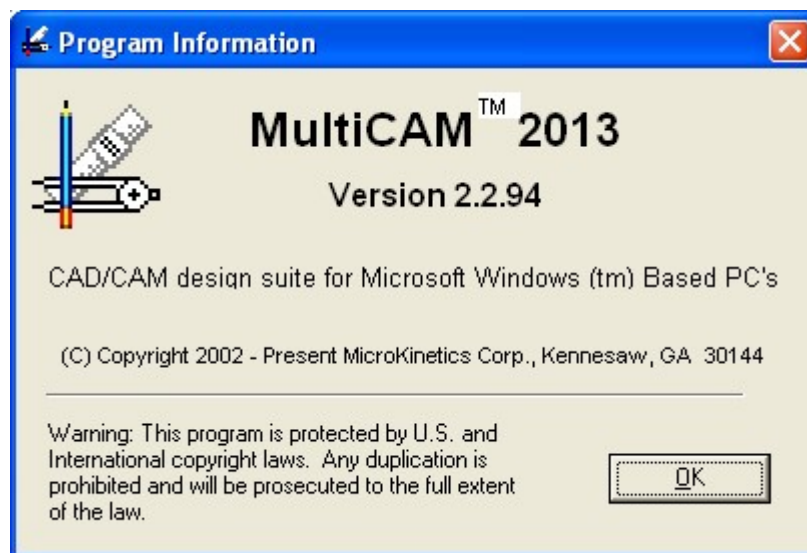 Program Information
MultiCAM™ 2013
Version 2.2.94
CAD/CAM design suite for Microsoft Windows (tm) Based PC's
(C) Copyright 2002 - Present MicroKinetics Corp., Kennesaw, GA  30144
Warning: This program is protected by U.S. and
International copyright laws.  Any duplication is
prohibited and will be prosecuted to the full extent
of the law.
OK